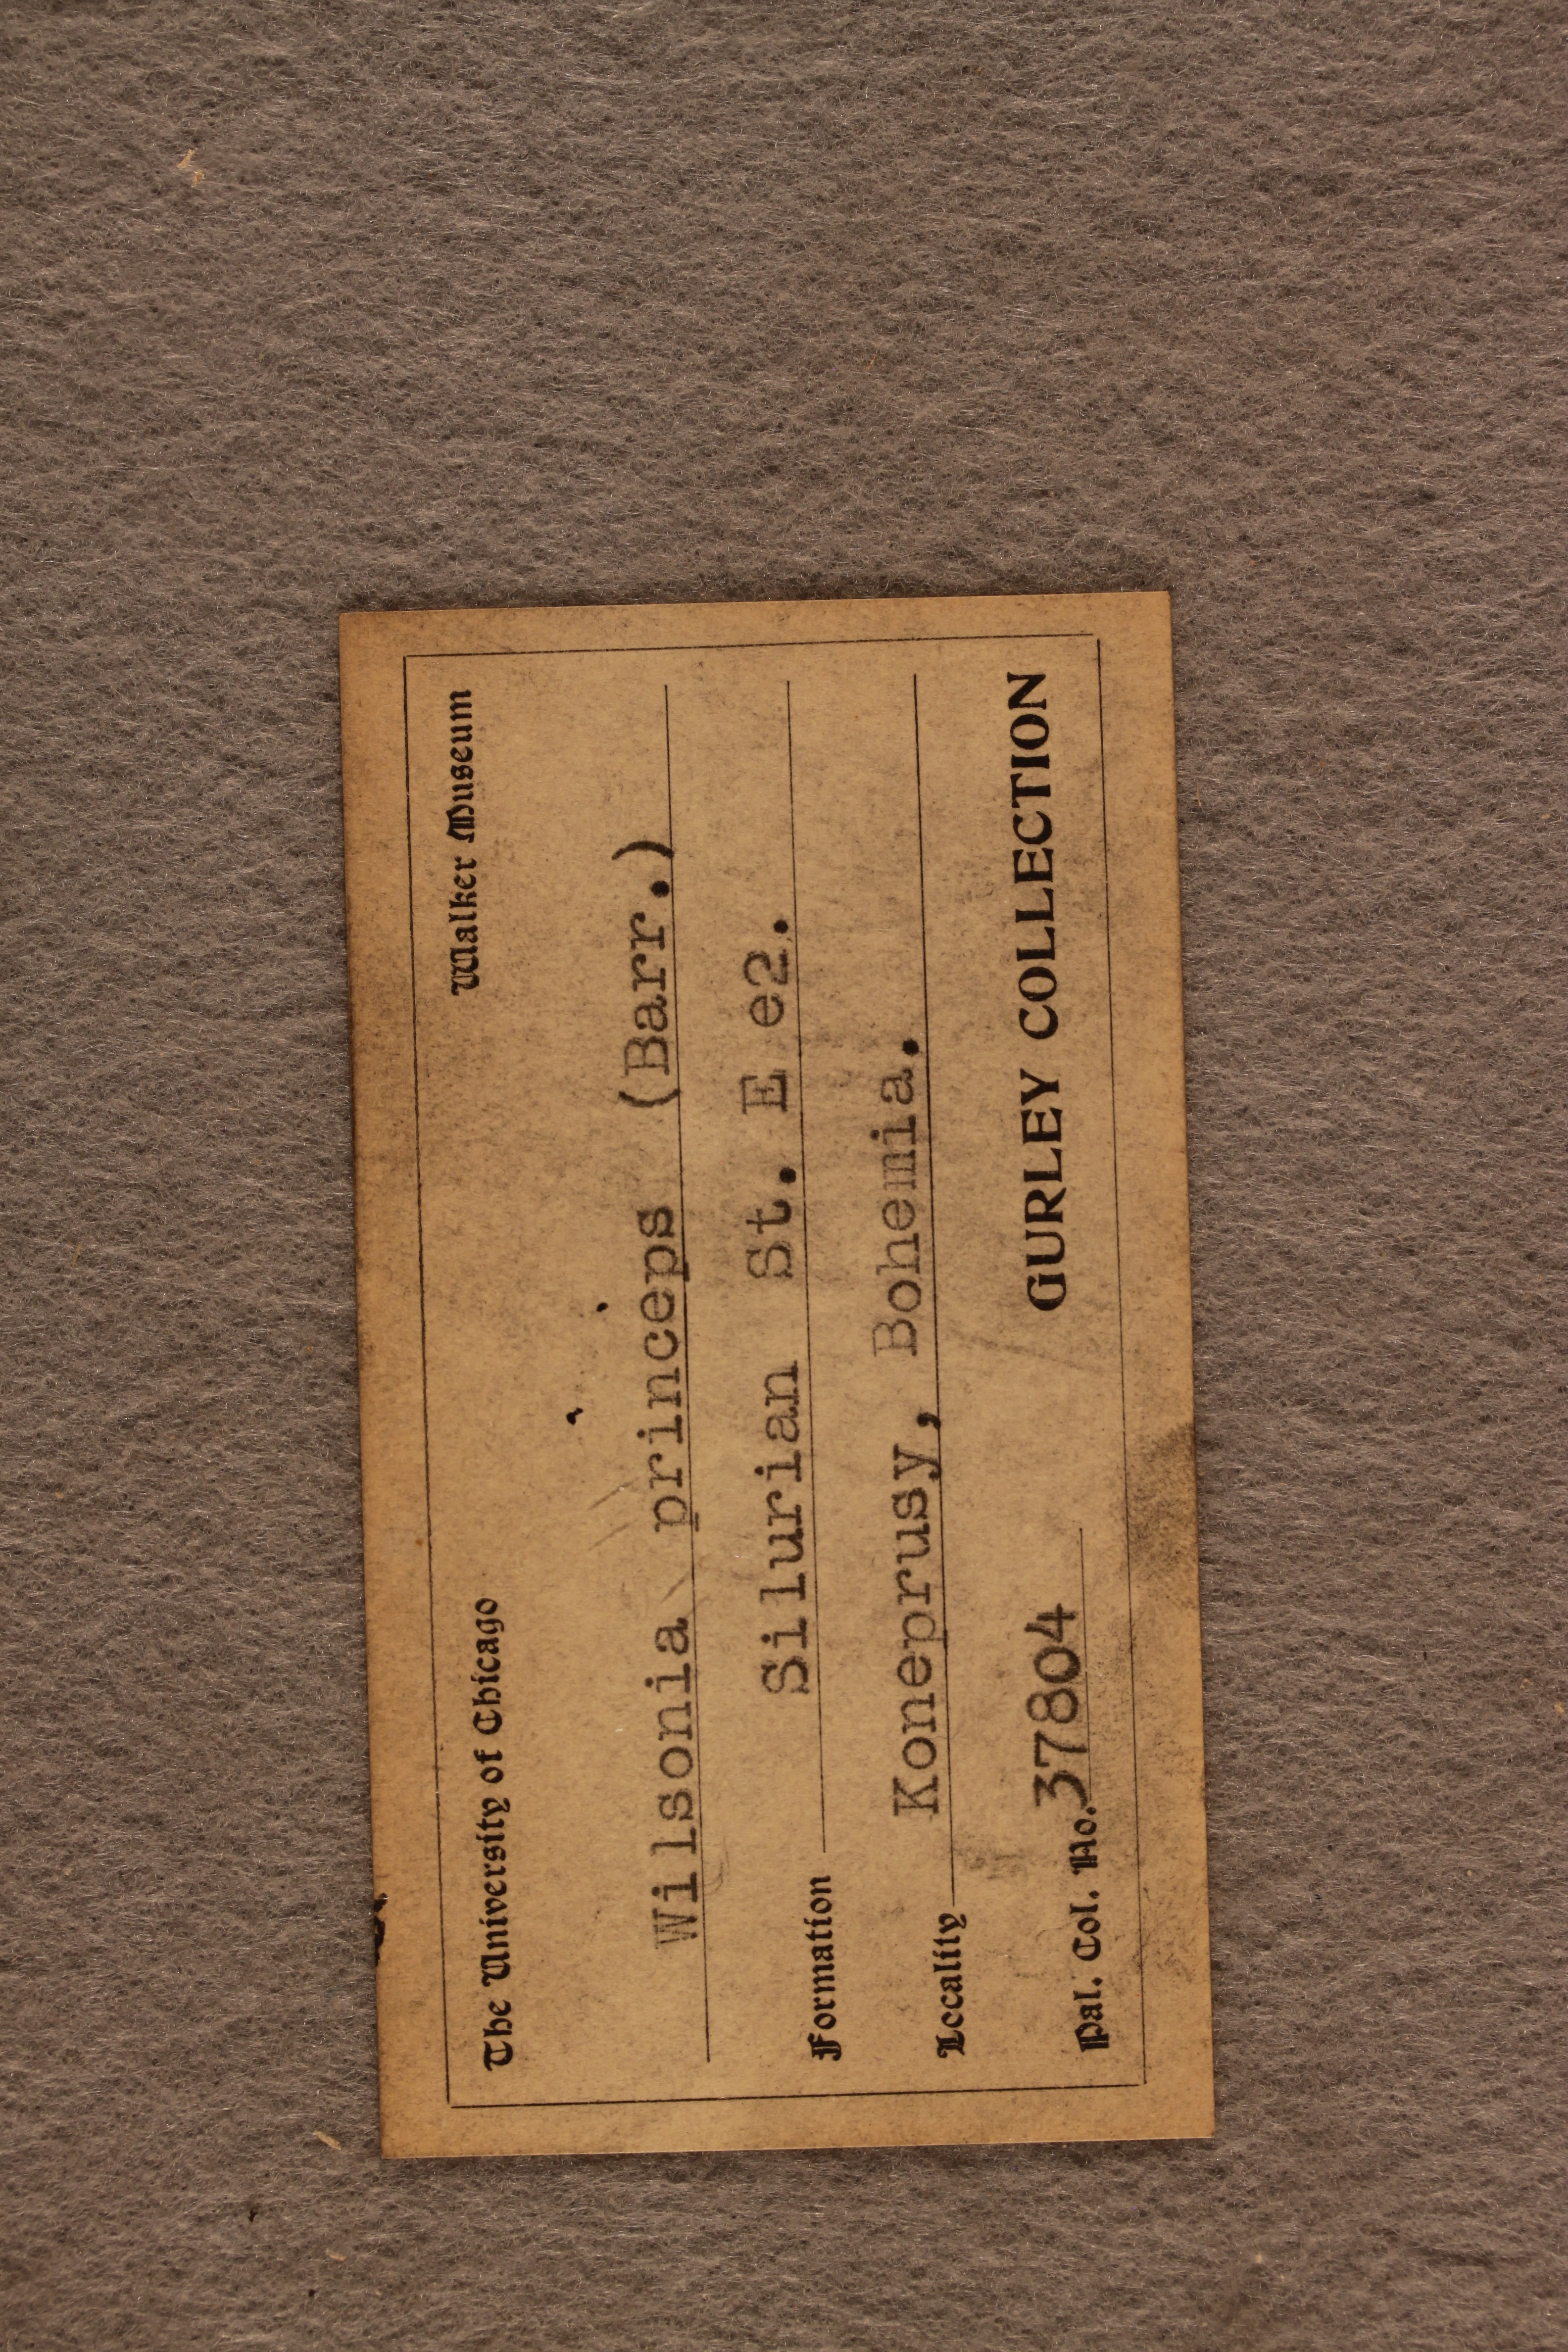 The University of Chicago Walker Museum
Wilsonia princeps (Barr.)
Formation Silurian St. E e2.
Locality Koneprusy, Bohemia.
Pal. Col. No. 37804 GURLEY COLLECTION